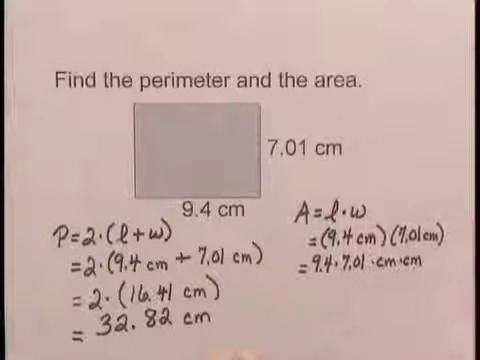 Find the perimeter and the area.
7.01 cm
9.4 cm
P=2·(l+w)
=2·(9.4 cm + 7.01 cm)
=2·(16.41 cm)
= 32.82 cm
A=l·w
=(9.4 cm)(7.01 cm)
=9.4·7.01·cm·cm